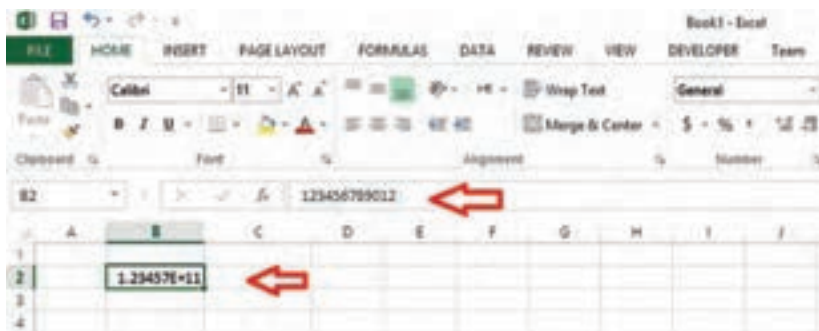 Book1 - Excel
FILE HOME INSERT PAGE LAYOUT FORMULAS DATA REVIEW VIEW DEVELOPER Team
Calibri 11 A A Wrap Text General
Paste B I U A Merge & Center $ %
Clipboard Font Alignment Number
B2 fx 123456789012
A B C D E F G H I J
1
2 1.23457E+11
3
4